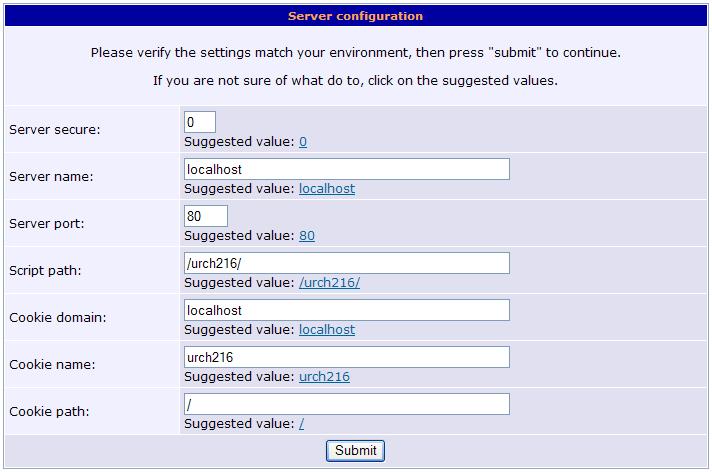 Server configuration
Please verify the settings match your environment, then press "submit" to continue.
If you are not sure of what do to, click on the suggested values.
Server secure:
0
Suggested value: 0
Server name:
localhost
Suggested value: localhost
Server port:
80
Suggested value: 80
Script path:
/urch216/
Suggested value: /urch216/
Cookie domain:
localhost
Suggested value: localhost
Cookie name:
urch216
Suggested value: urch216
Cookie path:
/
Suggested value: /
Submit